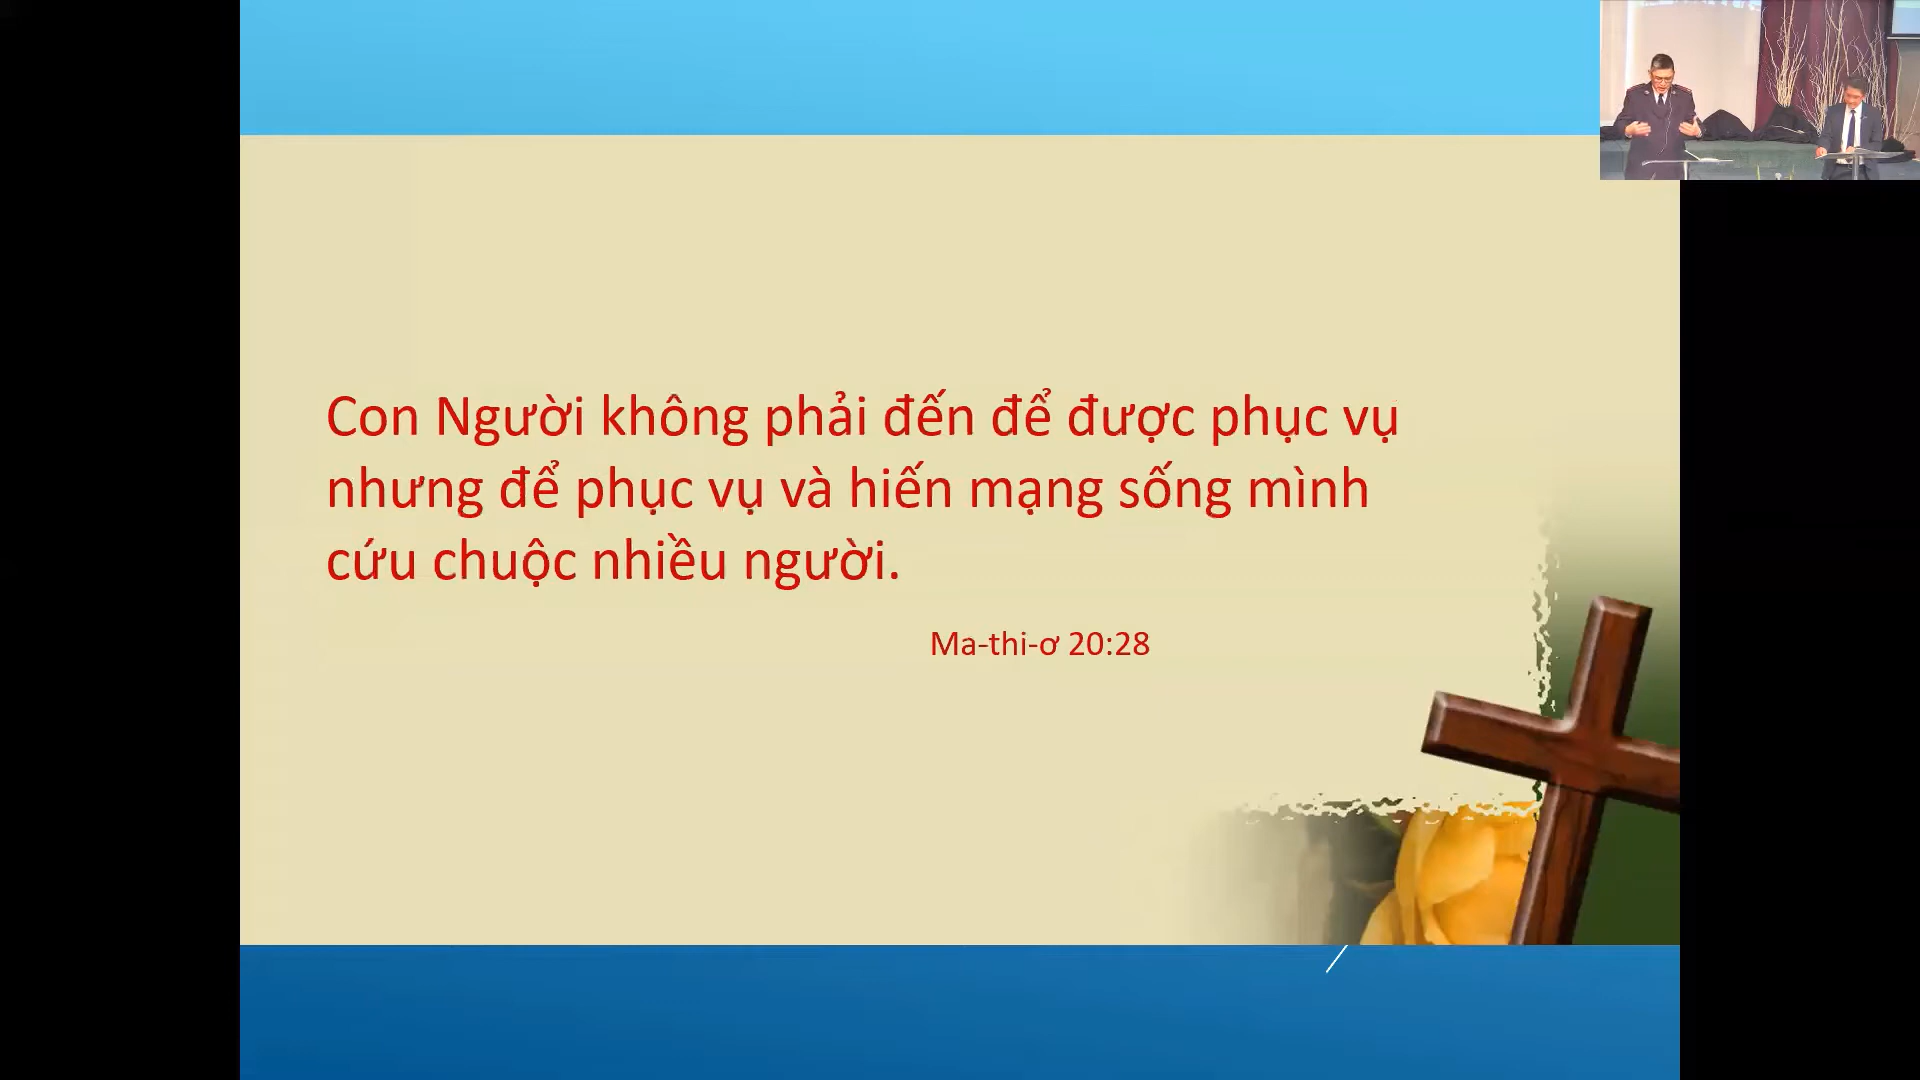 Con Người không phải đến để được phục vụ
nhưng để phục vụ và hiến mạng sống mình
cứu chuộc nhiều người.
Ma-thi-ơ 20:28